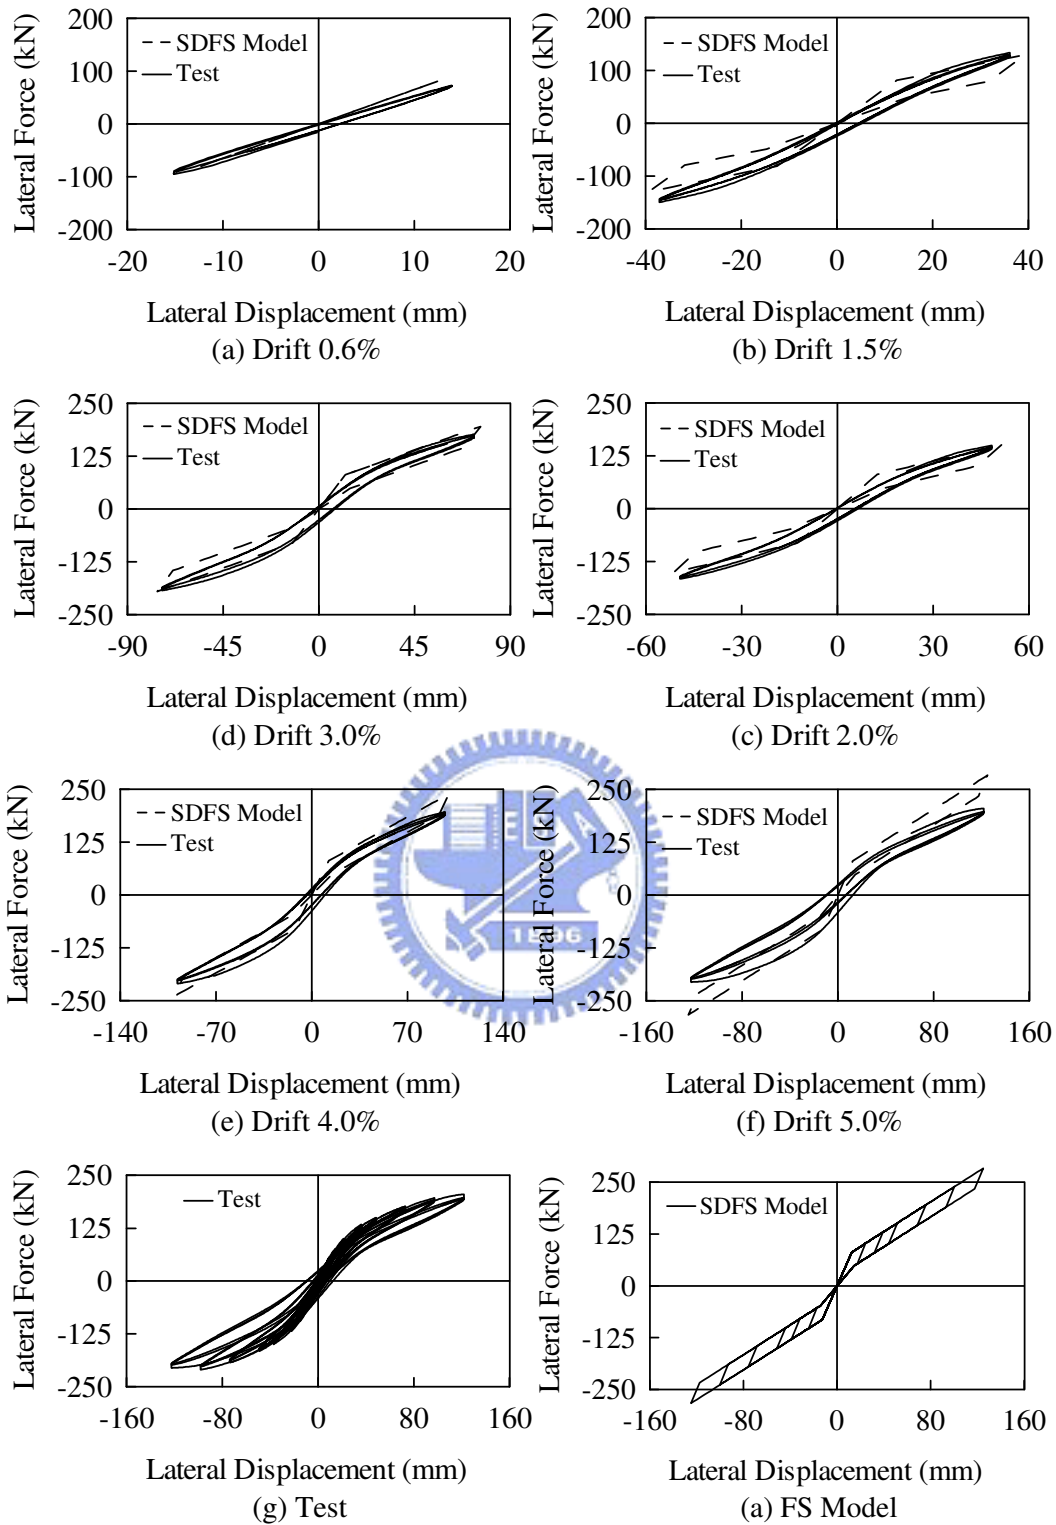 Lateral Force (kN)
200
100
0
-100
-200
SDFS Model
Test
-20
-10
0
10
20
Lateral Displacement (mm)
(a) Drift 0.6%
Lateral Force (kN)
200
100
0
-100
-200
SDFS Model
Test
-40
-20
0
20
40
Lateral Displacement (mm)
(b) Drift 1.5%
Lateral Force (kN)
250
125
0
-125
-250
SDFS Model
Test
-90
-45
0
45
90
Lateral Displacement (mm)
(d) Drift 3.0%
Lateral Force (kN)
250
125
0
-125
-250
SDFS Model
Test
-60
-30
0
30
60
Lateral Displacement (mm)
(c) Drift 2.0%
Lateral Force (kN)
250
125
0
-125
-250
SDFS Model
Test
-140
-70
0
70
140
Lateral Displacement (mm)
(e) Drift 4.0%
Lateral Force (kN)
250
125
0
-125
-250
SDFS Model
Test
-160
-80
0
80
160
Lateral Displacement (mm)
(f) Drift 5.0%
1896
Lateral Force (kN)
250
125
0
-125
-250
Test
-160
-80
0
80
160
Lateral Displacement (mm)
(g) Test
Lateral Force (kN)
250
125
0
-125
-250
SDFS Model
-160
-80
0
80
160
Lateral Displacement (mm)
(a) FS Model